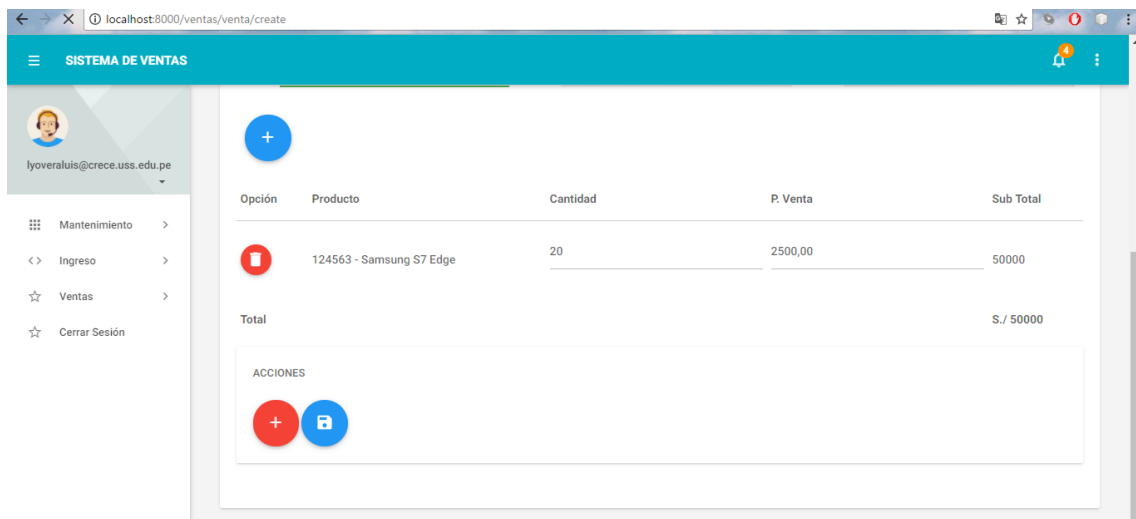 localhost:8000/ventas/venta/create
SISTEMA DE VENTAS
4
lyoveraluis@crece.uss.edu.pe
Mantenimiento
Ingreso
Ventas
Cerrar Sesión
Opción Producto Cantidad P. Venta Sub Total
124563 - Samsung S7 Edge 20 2500,00 50000
Total S./ 50000
ACCIONES